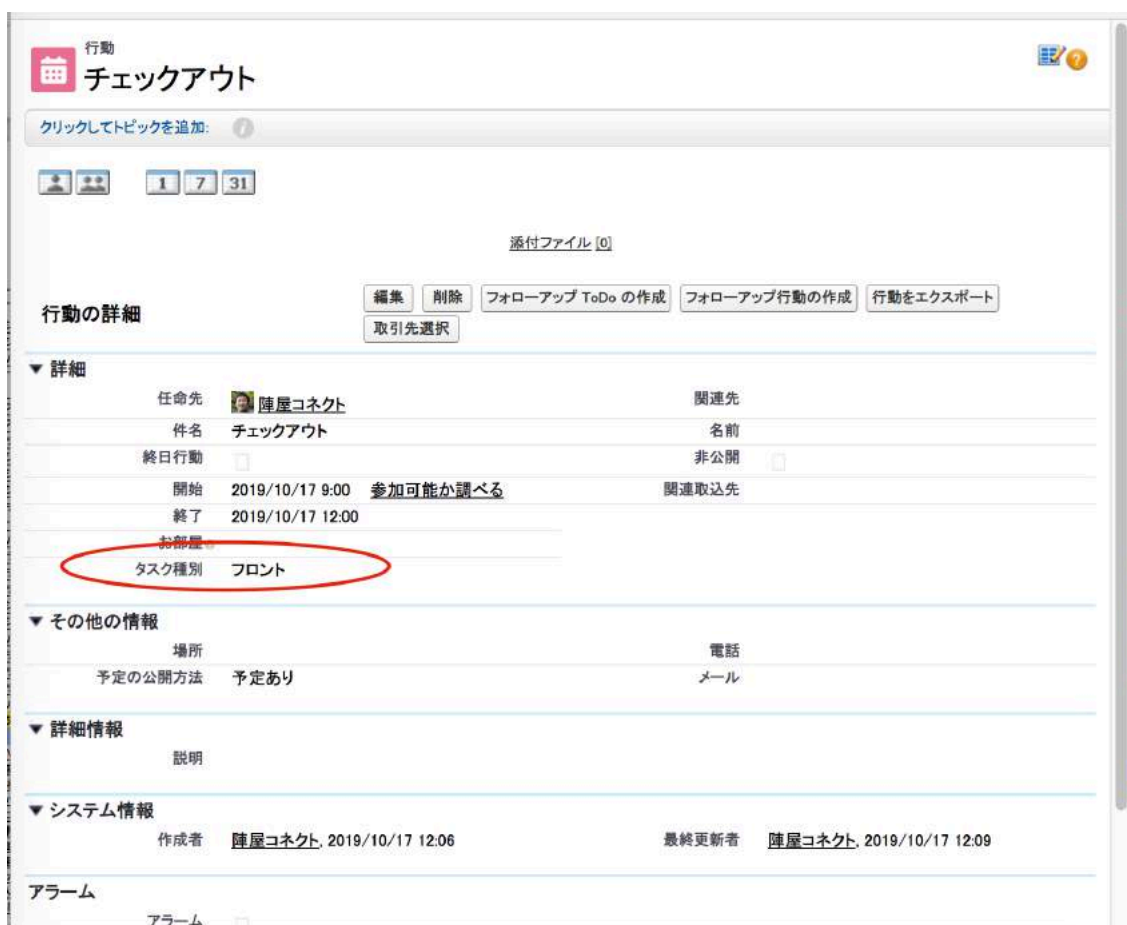 行動
チェックアウト
クリックしてトピックを追加:
1 7 31
添付ファイル [0]
行動の詳細
編集 削除 フォローアップ ToDo の作成 フォローアップ行動の作成 行動をエクスポート
取引先選択
▼ 詳細
任命先 陣屋コネクト 関連先
件名 チェックアウト 名前
終日行動 非公開
開始 2019/10/17 9:00 参加可能か調べる 関連取込先
終了 2019/10/17 12:00
お部屋
タスク種別 フロント
▼ その他の情報
場所 電話
予定の公開方法 予定あり メール
▼ 詳細情報
説明
▼ システム情報
作成者 陣屋コネクト, 2019/10/17 12:06 最終更新者 陣屋コネクト, 2019/10/17 12:09
アラーム
アラーム